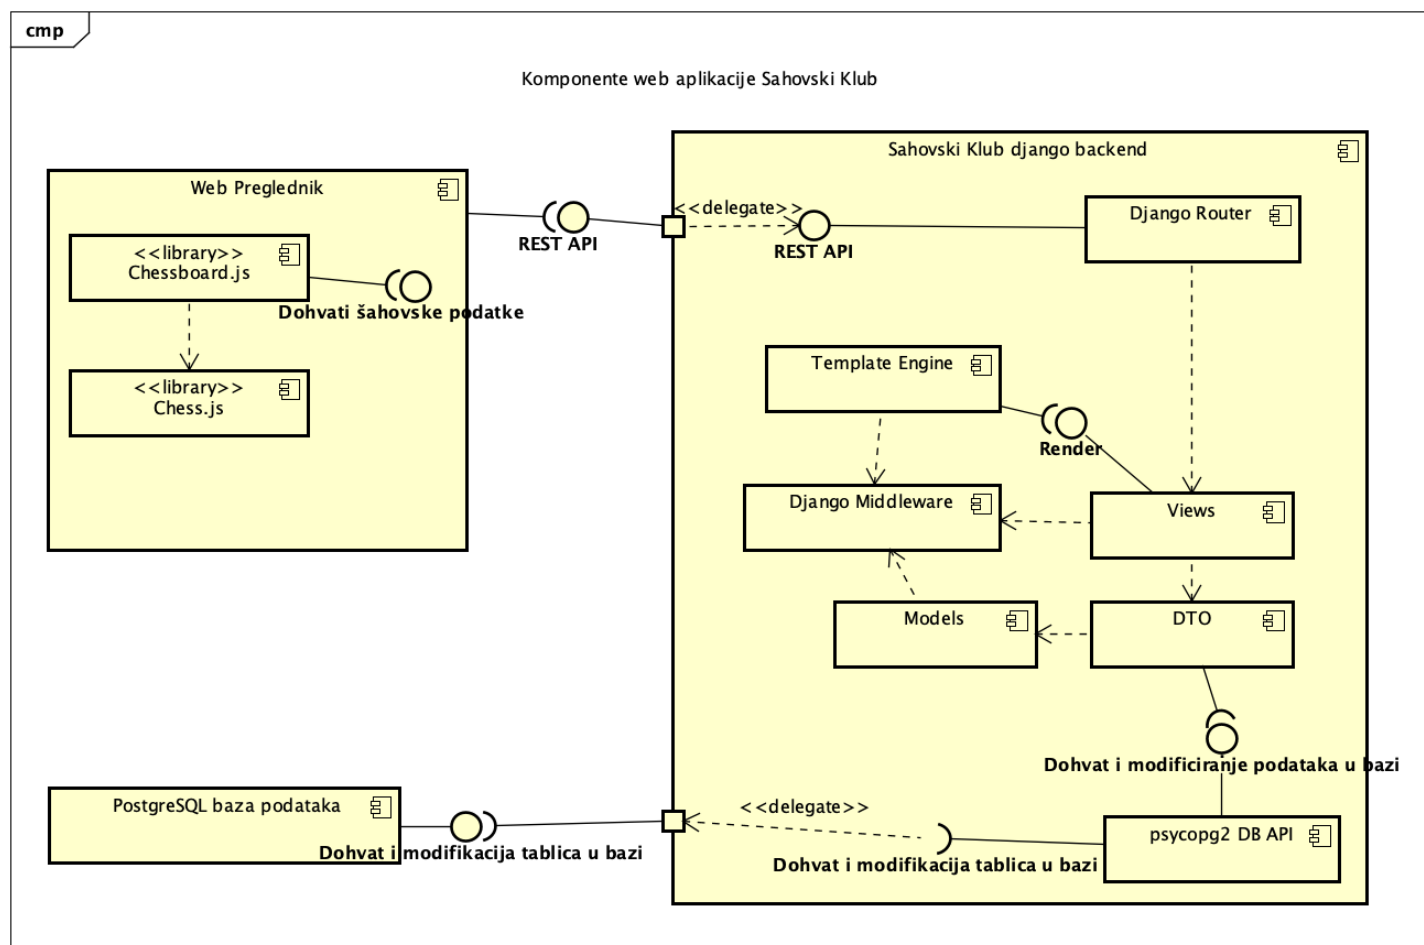 cmp
Komponente web aplikacije Sahovski Klub
Web Preglednik
<<library>>
Chessboard.js
Dohvati šahovske podatke
<<library>>
Chess.js
REST API
Sahovski Klub django backend
<<delegate>>
REST API
Django Router
Template Engine
Render
Django Middleware
Views
Models
DTO
Dohvat i modificiranje podataka u bazi
PostgreSQL baza podataka
Dohvat i modifikacija tablica u bazi
<<delegate>>
Dohvat i modifikacija tablica u bazi
psycopg2 DB API